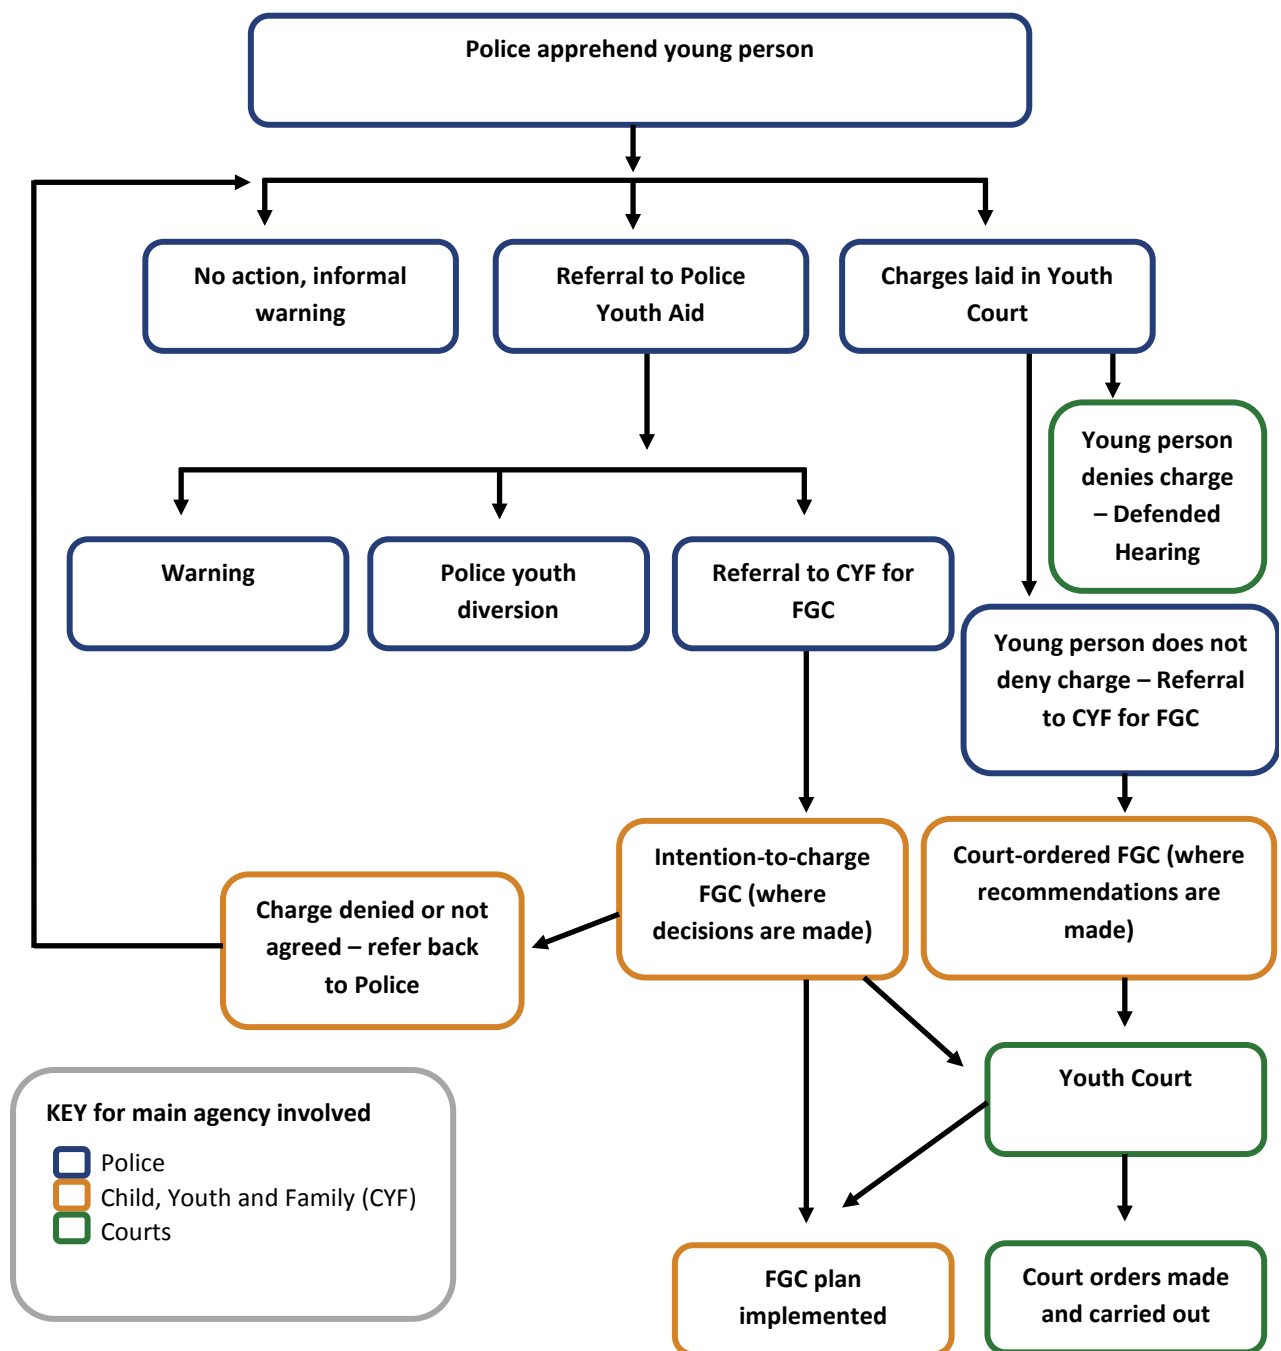 Police apprehend young person
No action, informal
warning
Referral to Police
Youth Aid
Charges laid in Youth
Court
Young person
denies charge
– Defended
Hearing
Warning
Police youth
diversion
Referral to CYF for
FGC
Young person does not
deny charge – Referral
to CYF for FGC
Intention-to-charge
FGC (where
decisions are made)
Court-ordered FGC (where
recommendations are
made)
Charge denied or not
agreed – refer back
to Police
Youth Court
KEY for main agency involved
Police
Child, Youth and Family (CYF)
Courts
FGC plan
implemented
Court orders made
and carried out